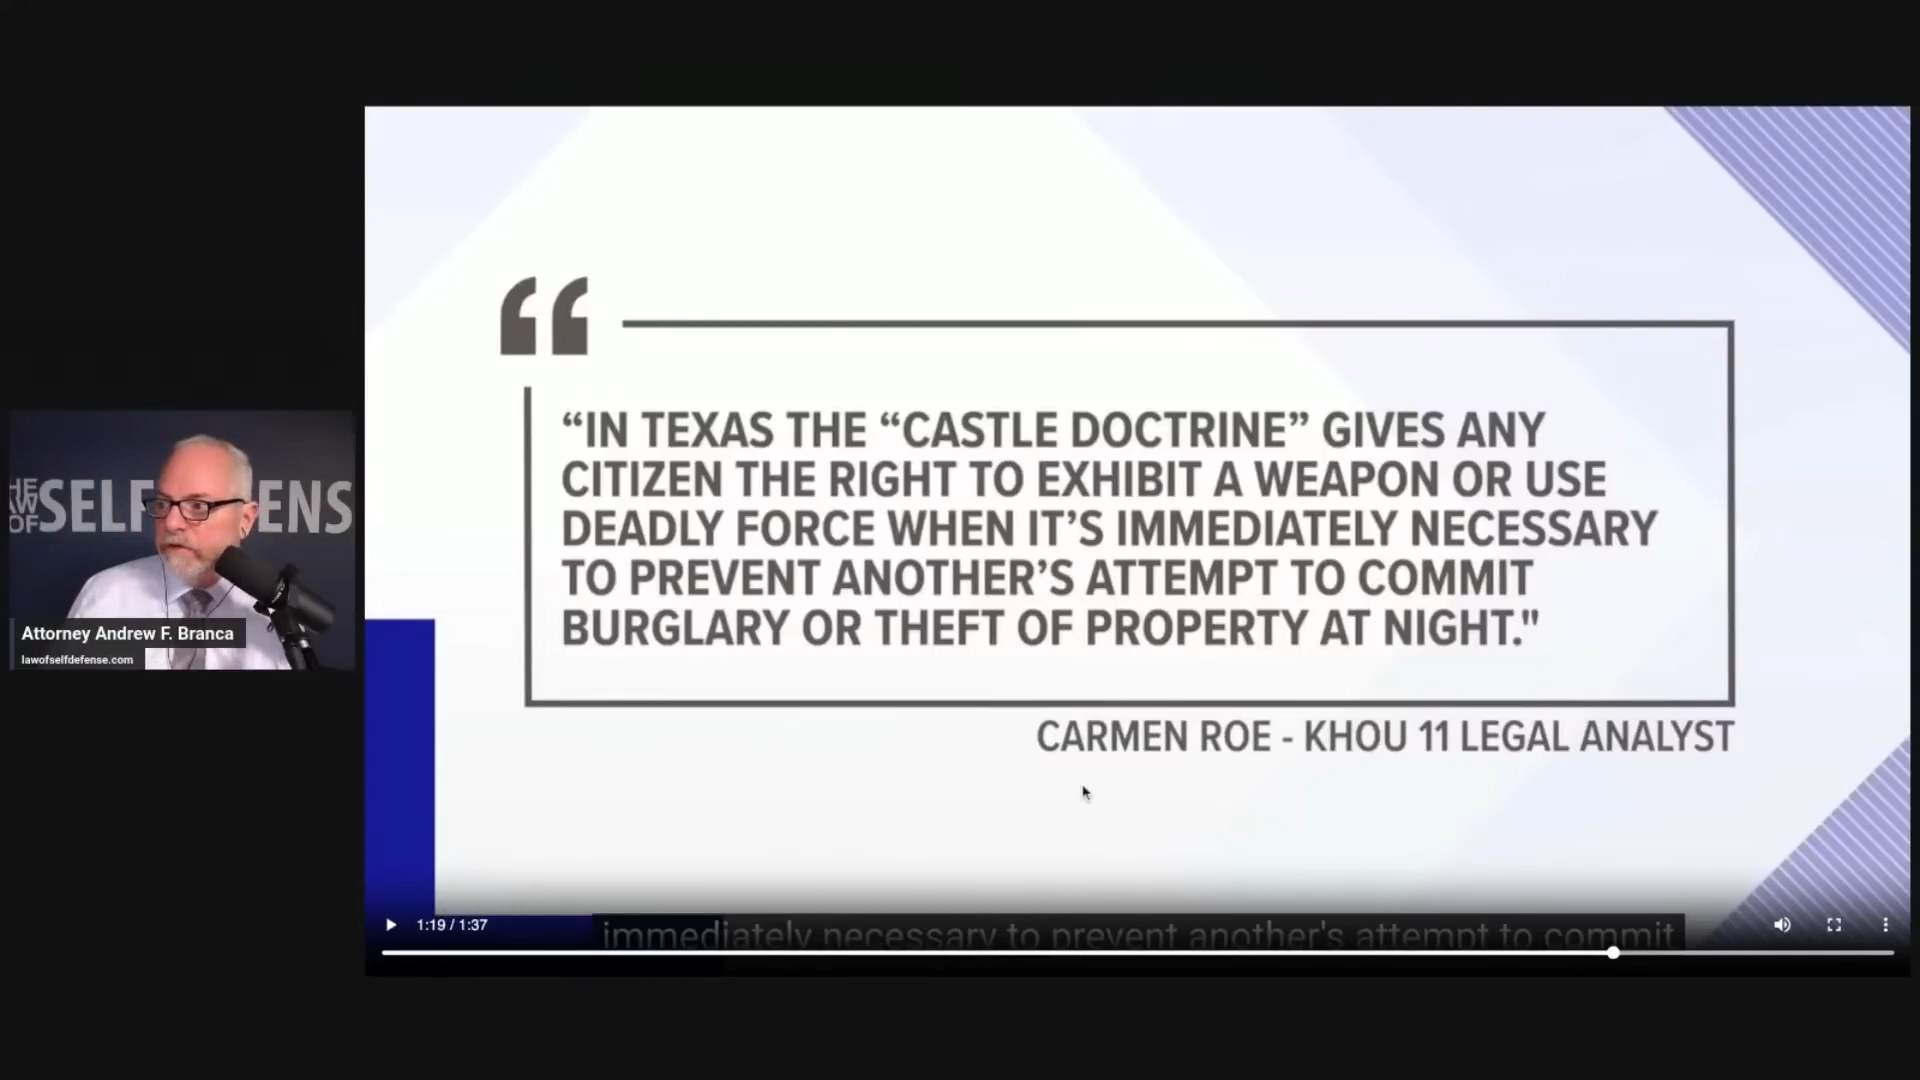 “
“IN TEXAS THE “CASTLE DOCTRINE” GIVES ANY
CITIZEN THE RIGHT TO EXHIBIT A WEAPON OR USE
DEADLY FORCE WHEN IT’S IMMEDIATELY NECESSARY
TO PREVENT ANOTHER’S ATTEMPT TO COMMIT
BURGLARY OR THEFT OF PROPERTY AT NIGHT."
CARMEN ROE - KHOU 11 LEGAL ANALYST
SELF
ENS
OF
Attorney Andrew F. Branca
lawofselfdefense.com
1:19 / 1:37
immediately necessary to prevent another's attempt to commit